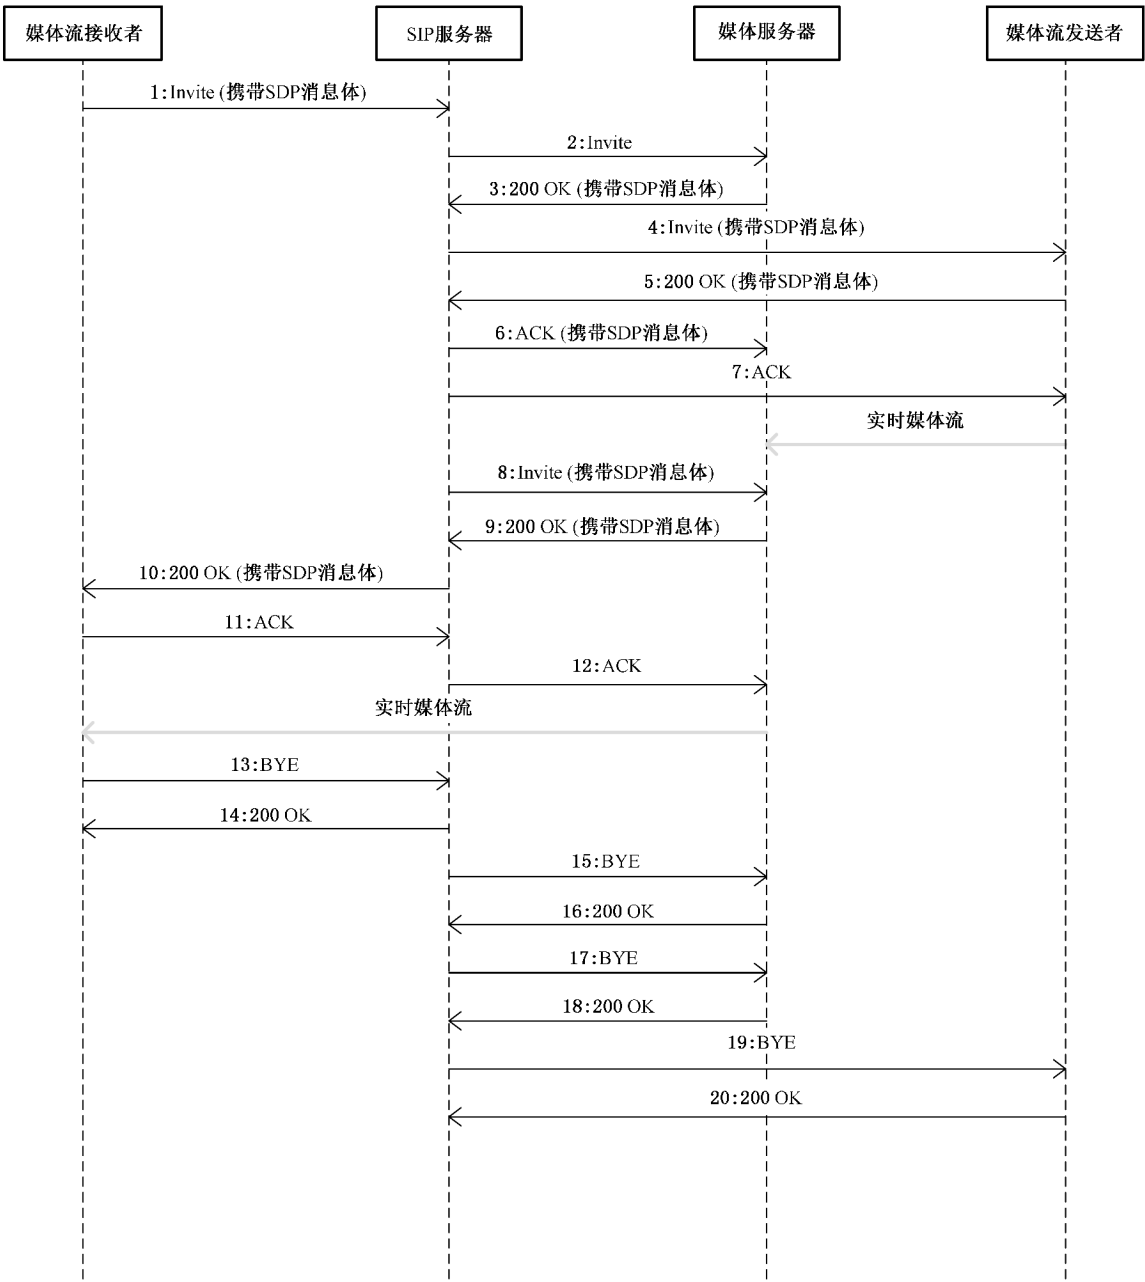 媒体流接收者
SIP服务器
媒体服务器
媒体流发送者
1:Invite (携带SDP消息体)
2:Invite
3:200 OK (携带SDP消息体)
4:Invite (携带SDP消息体)
5:200 OK (携带SDP消息体)
6:ACK (携带SDP消息体)
7:ACK
实时媒体流
8:Invite (携带SDP消息体)
9:200 OK (携带SDP消息体)
10:200 OK (携带SDP消息体)
11:ACK
12:ACK
实时媒体流
13:BYE
14:200 OK
15:BYE
16:200 OK
17:BYE
18:200 OK
19:BYE
20:200 OK